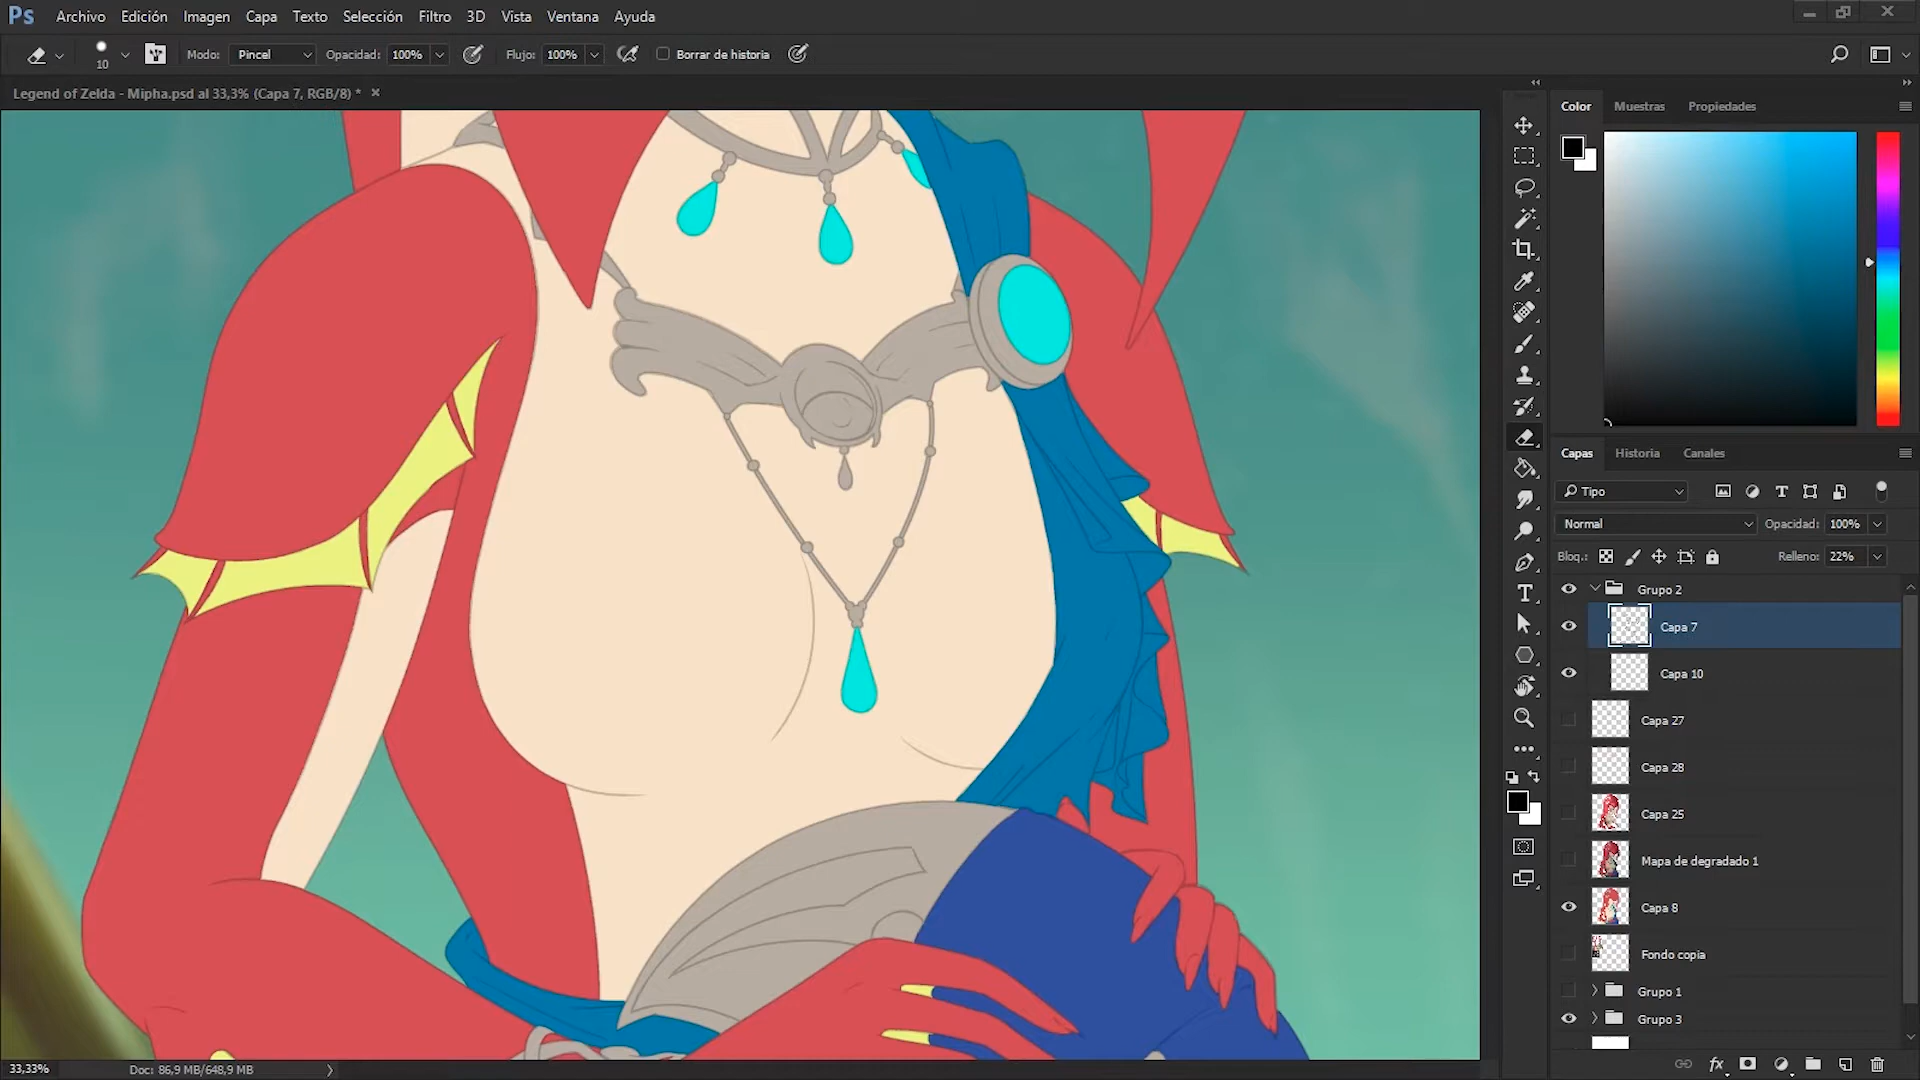 Ps Archivo Edición Imagen Capa Texto Selección Filtro 3D Vista Ventana Ayuda
10 Modo: Pincel Opacidad: 100% Flujo: 100% Borrar de historia
Legend of Zelda - Mipha.psd al 33,3% (Capa 7, RGB/8) *
Color Muestras Propiedades
Capas Historia Canales
Tipo
Normal Opacidad: 100%
Bloq.: Relleno: 22%
Grupo 2
Capa 7
Capa 10
Capa 27
Capa 28
Capa 25
Mapa de degradado 1
Capa 8
Fondo copia
Grupo 1
Grupo 3
fx
33,33% Doc: 86,9 MB/648,9 MB